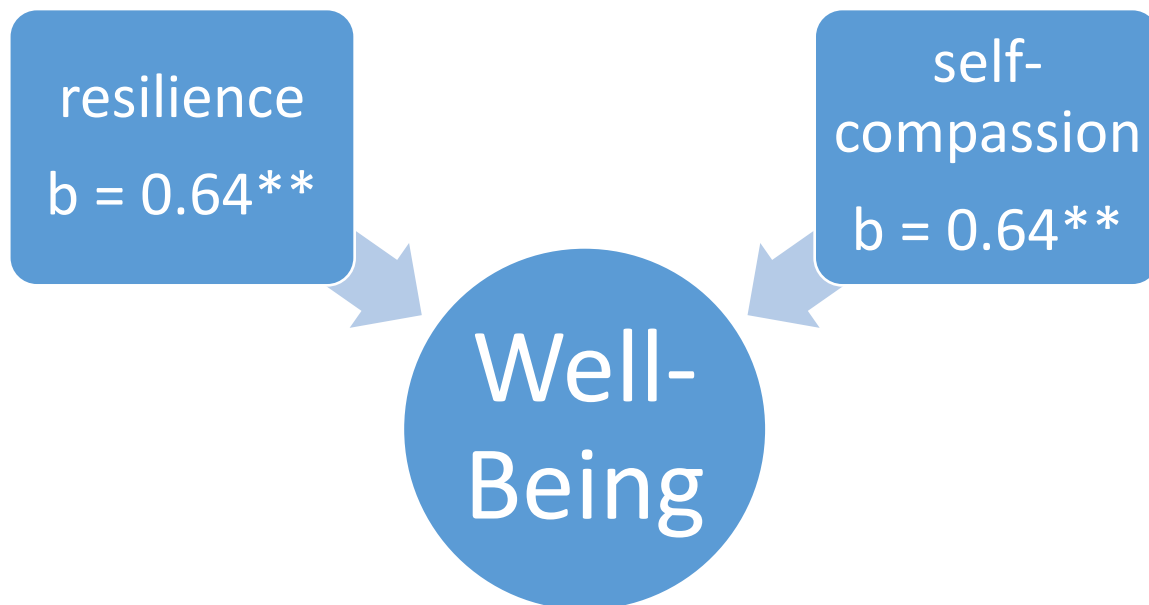 resilience
b = 0.64**
self-
compassion
b = 0.64**
Well-
Being